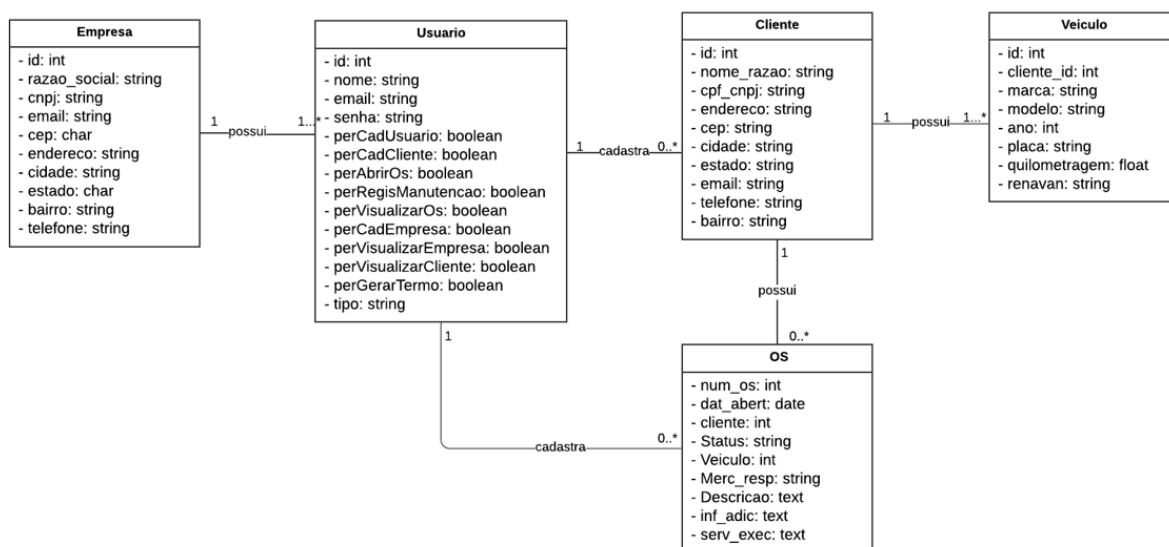 Empresa
- id: int
- razao_social: string
- cnpj: string
- email: string
- cep: char
- endereco: string
- cidade: string
- estado: char
- bairro: string
- telefone: string
1
possui
1...*
Usuario
- id: int
- nome: string
- email: string
- senha: string
- perCadUsuario: boolean
- perCadCliente: boolean
- perAbrirOs: boolean
- perRegisManutencao: boolean
- perVisualizarOs: boolean
- perCadEmpresa: boolean
- perVisualizarEmpresa: boolean
- perVisualizarCliente: boolean
- perGerarTermo: boolean
- tipo: string
1
cadastra
0..*
Cliente
- id: int
- nome_razao: string
- cpf_cnpj: string
- endereco: string
- cep: string
- cidade: string
- estado: string
- email: string
- telefone: string
- bairro: string
1
possui
1...*
Veiculo
- id: int
- cliente_id: int
- marca: string
- modelo: string
- ano: int
- placa: string
- quilometragem: float
- renavan: string
1
possui
0..*
1
cadastra
0..*
OS
- num_os: int
- dat_abert: date
- cliente: int
- Status: string
- Veiculo: int
- Merc_resp: string
- Descricao: text
- inf_adic: text
- serv_exec: text